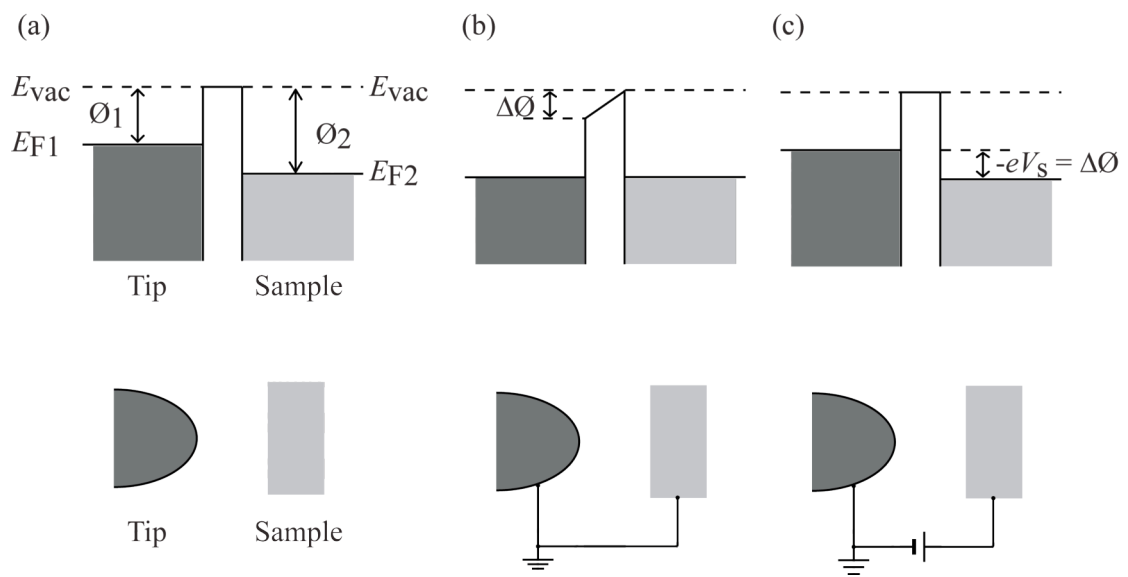 (a)
(b)
(c)
Evac
Evac
Ø1
Ø2
EF1
EF2
ΔØ
-eVs = ΔØ
Tip
Sample
Tip
Sample